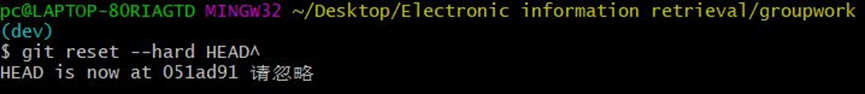 pc@LAPTOP-8ORIAGTD MINGW32 ~/Desktop/Electronic information retrieval/groupwork
(dev)
$ git reset --hard HEAD^
HEAD is now at 051ad91 请忽略